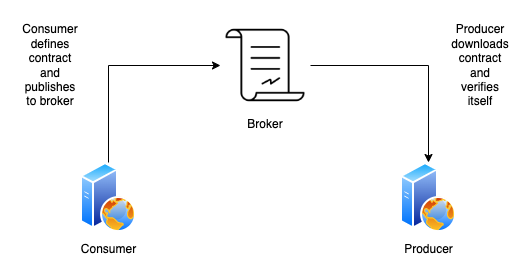 Consumer
defines
contract
and
publishes
to broker
Producer
downloads
contract
and
verifies
itself
Broker
Consumer
Producer